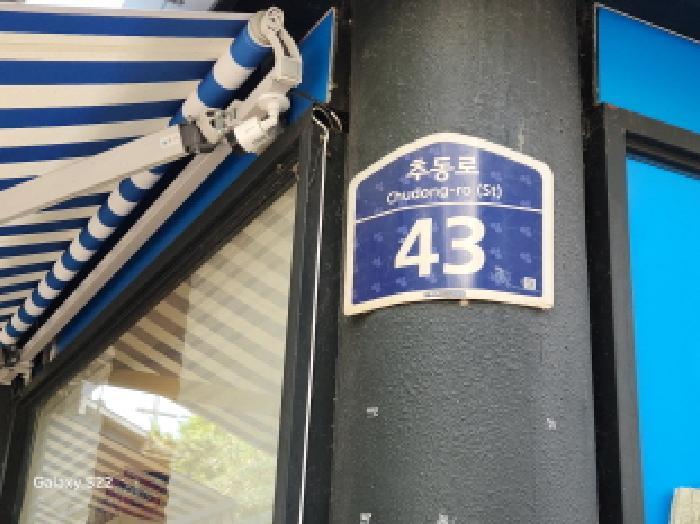 추동로
Chudong-ro (St)
43
Galaxy S22